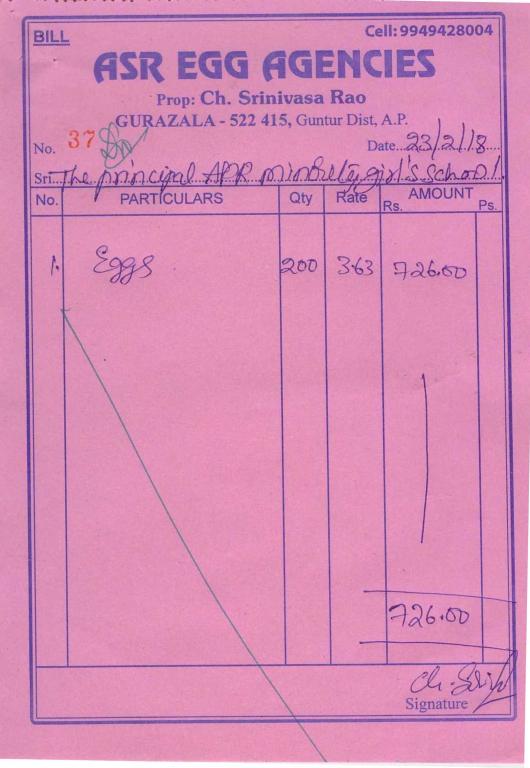 BILL
Cell: 9949428004
ASR EGG AGENCIES
Prop: Ch. Srinivasa Rao
GURAZALA - 522 415, Guntur Dist, A.P.
No. 37
Date 23/2/18
Sri The principal APR minority girl's school
No. PARTICULARS Qty Rate AMOUNT
Rs. Ps.
1. Eggs 200 3.63 726.00
726.00
Signature